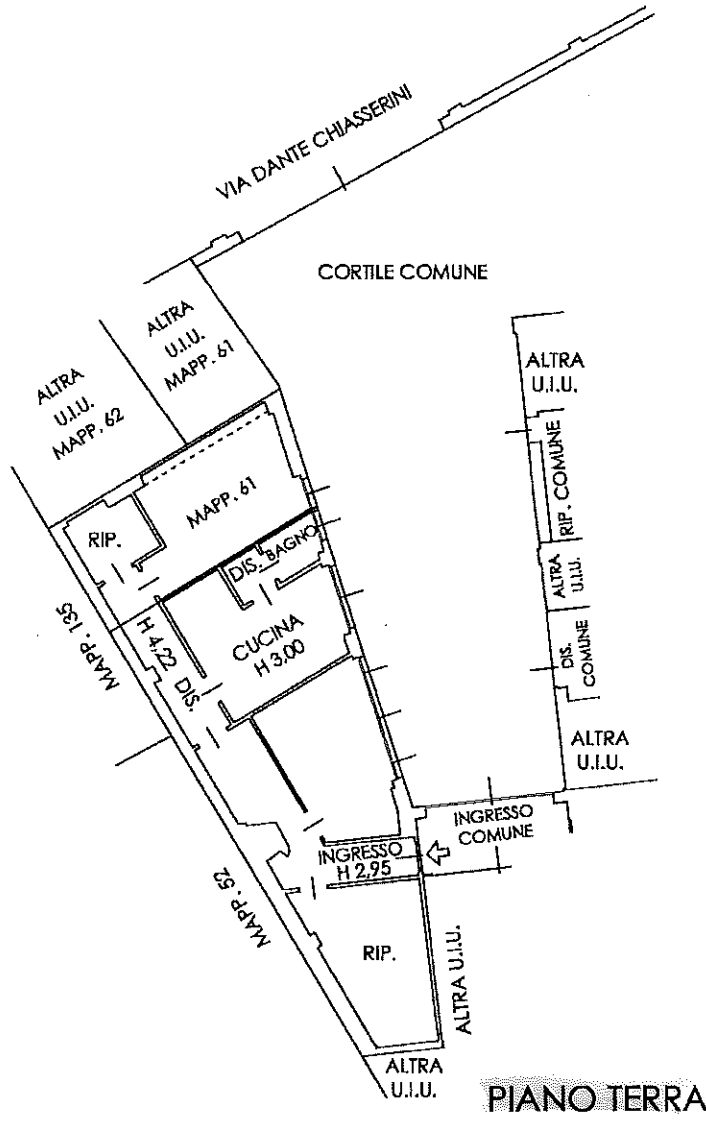 VIA DANTE CHIASSERINI
CORTILE COMUNE
ALTRA
U.I.U.
MAPP. 61
ALTRA
U.I.U.
MAPP. 62
ALTRA
U.I.U.
RIP. COMUNE
MAPP. 61
RIP.
DIS. BAGNO
ALTRA
U.I.U.
CUCINA
H 3,00
H 4,22
DIS.
MAPP. 135
DIS.
COMUNE
ALTRA
U.I.U.
INGRESSO
COMUNE
INGRESSO
H 2,95
MAPP. 52
RIP.
ALTRA U.I.U.
ALTRA
U.I.U.
PIANO TERRA